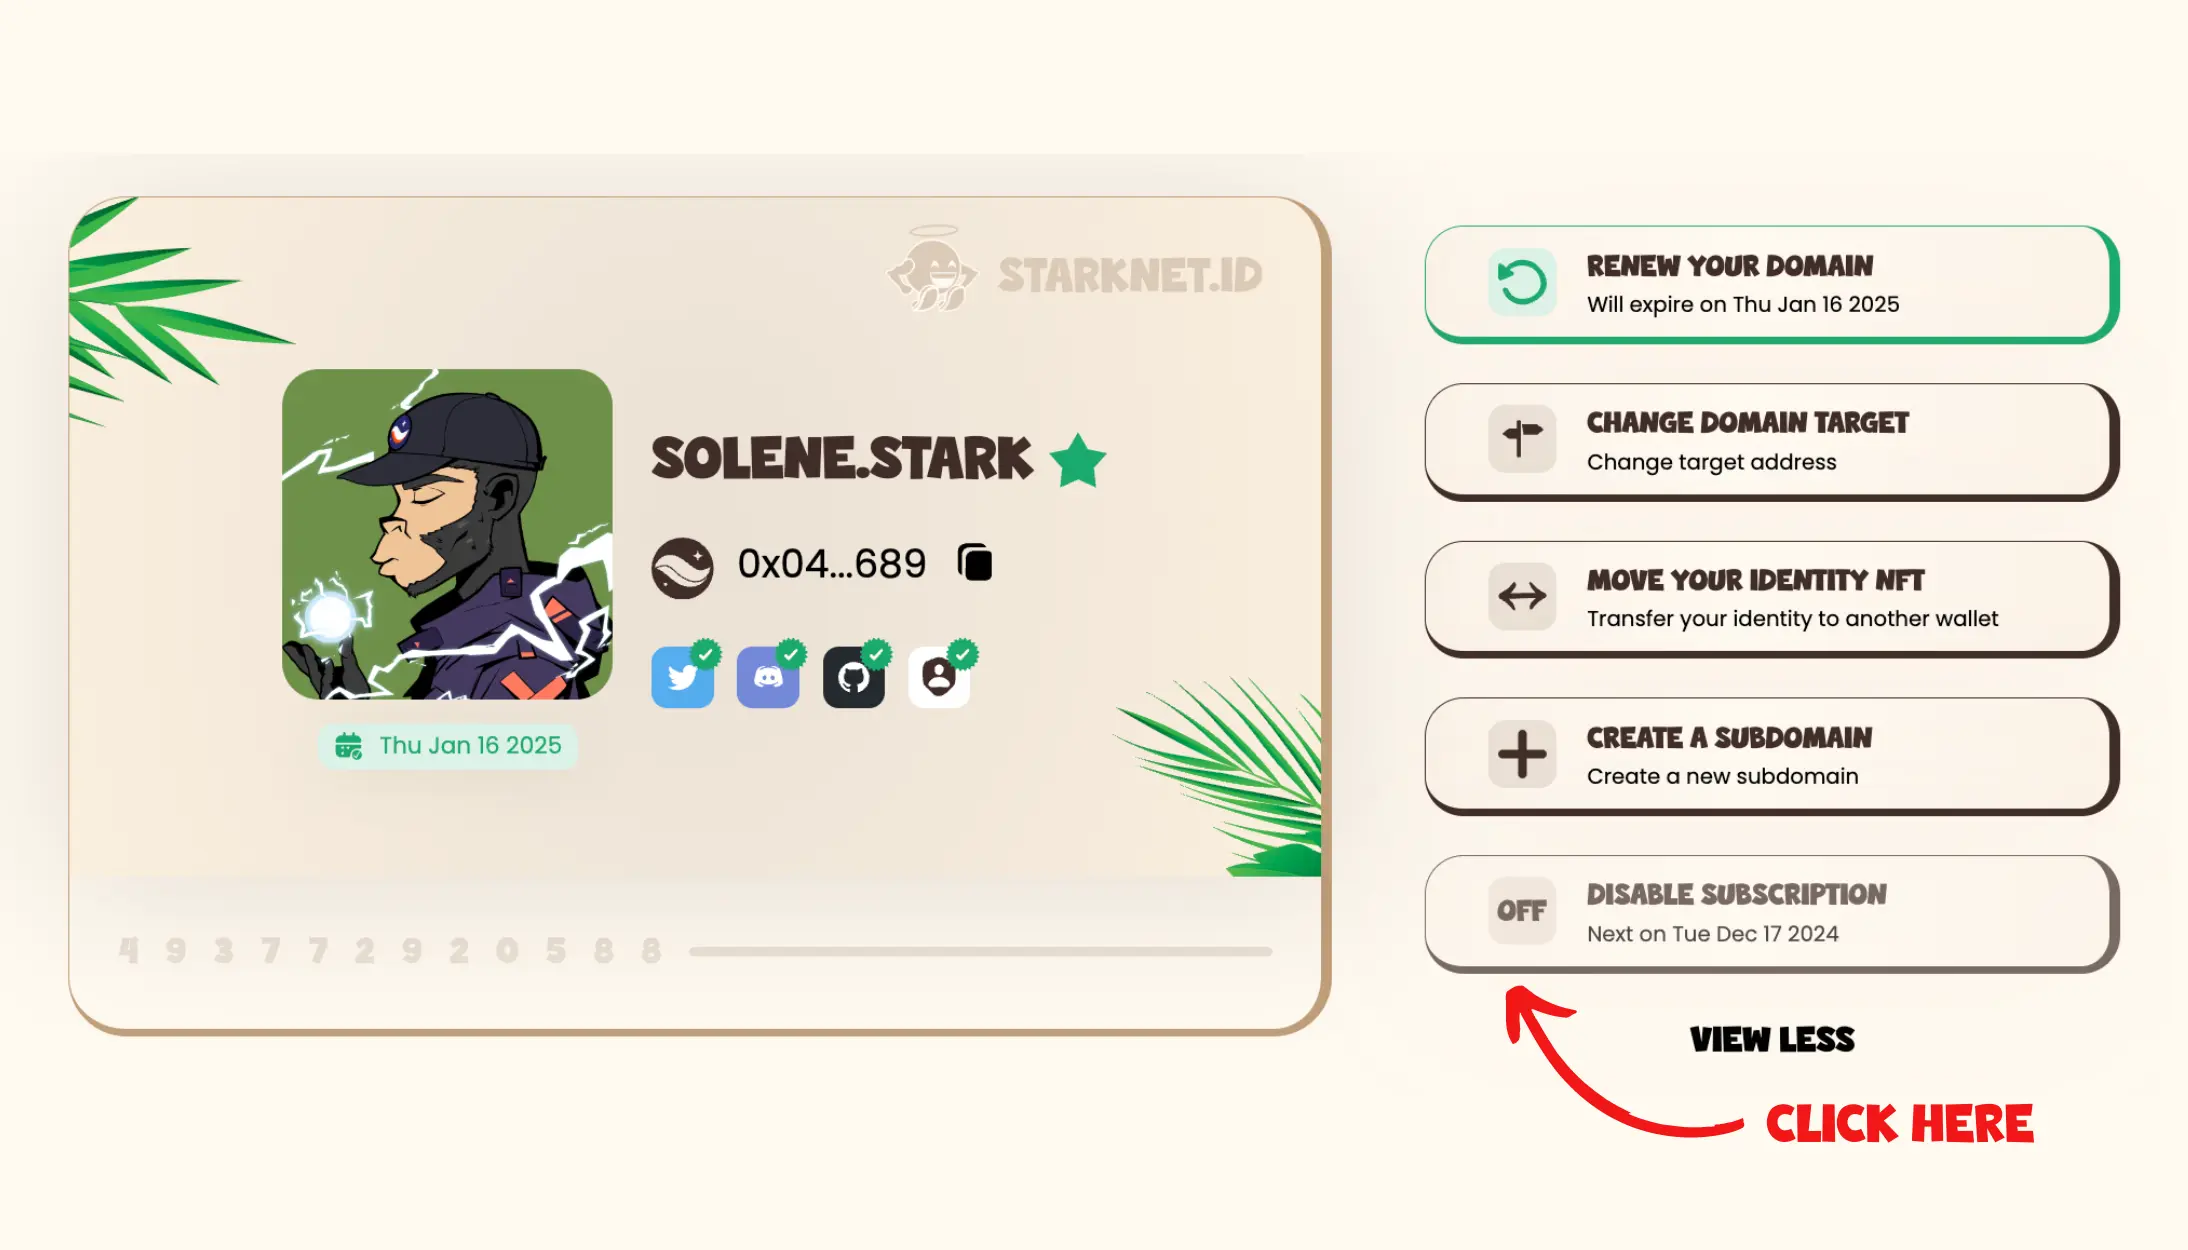 STARKNET.ID
SOLENE.STARK
0x04...689
Thu Jan 16 2025
4 9 3 7 7 2 9 2 0 5 8 8
RENEW YOUR DOMAIN
Will expire on Thu Jan 16 2025
CHANGE DOMAIN TARGET
Change target address
MOVE YOUR IDENTITY NFT
Transfer your identity to another wallet
CREATE A SUBDOMAIN
Create a new subdomain
OFF
DISABLE SUBSCRIPTION
Next on Tue Dec 17 2024
VIEW LESS
CLICK HERE